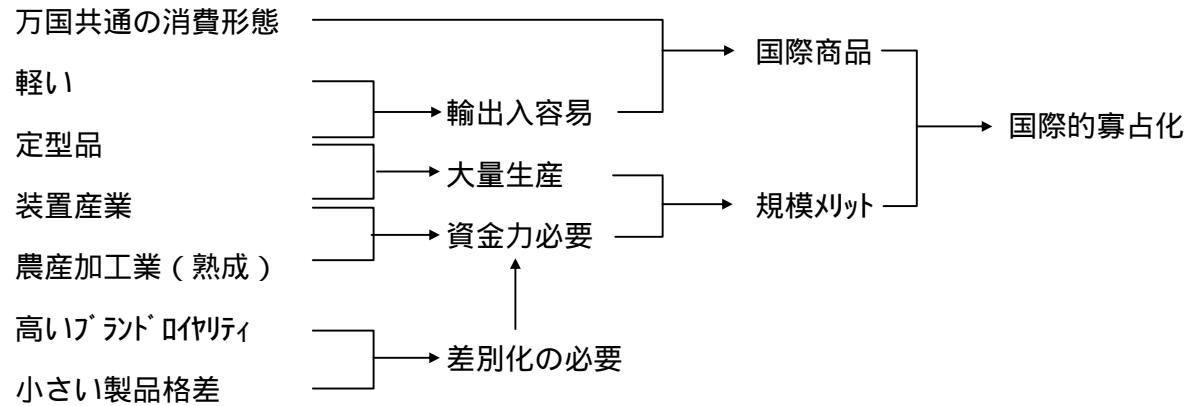 万国共通の消費形態
国際商品
軽い
輸出入容易
国際的寡占化
定型品
大量生産
装置産業
規模ﾒﾘｯﾄ
資金力必要
農産加工業（熟成）
高いﾌﾞﾗﾝﾄﾞﾛｲﾔﾘﾃｨ
差別化の必要
小さい製品格差